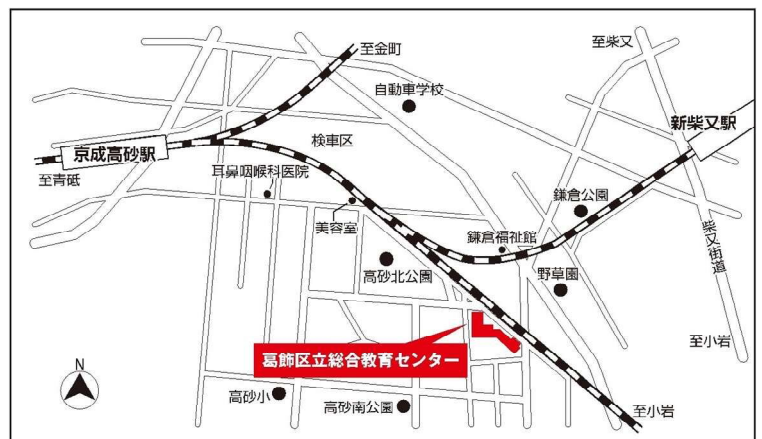 至金町
至柴又
自動車学校
新柴又駅
検車区
京成高砂駅
至青砥
耳鼻咽喉科医院
鎌倉公園
美容室
鎌倉福祉館
柴又街道
高砂北公園
野草園
至小岩
葛飾区立総合教育センター
N
高砂小
高砂南公園
至小岩